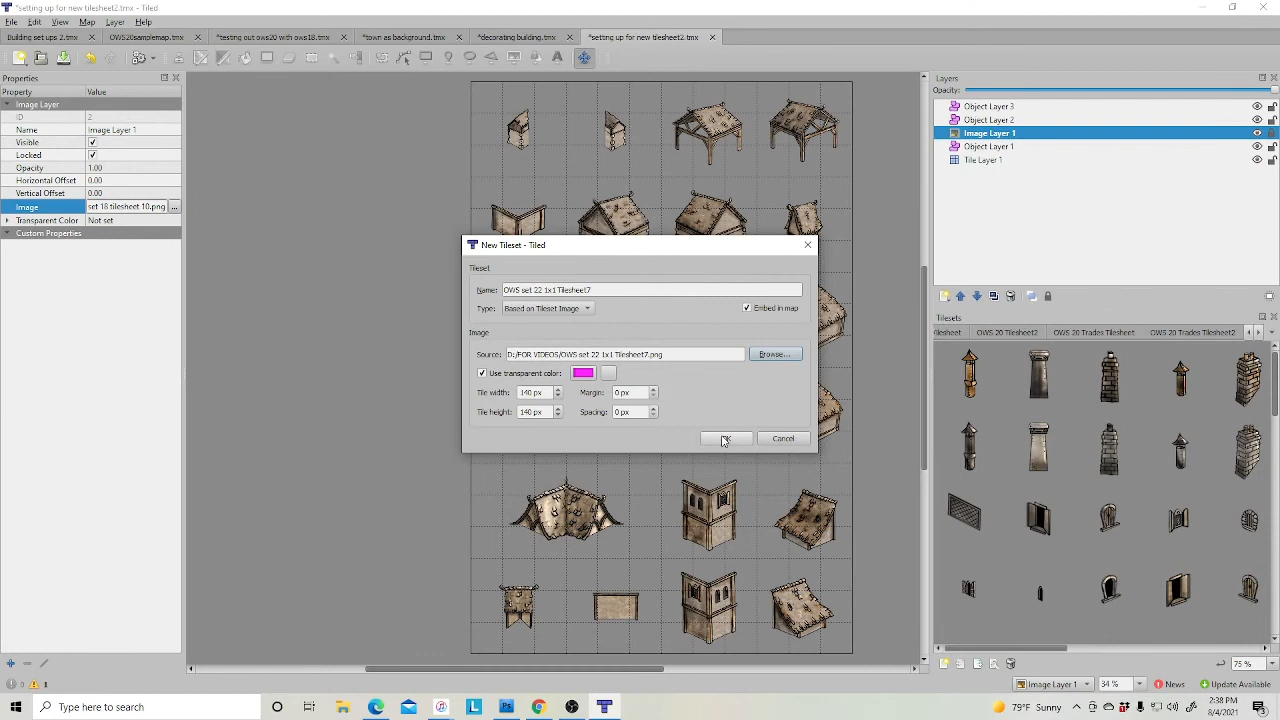 *setting up for new tilesheet2.tmx - Tiled
File Edit View Map Layer Help
Building set ups 2.tmx
OWS20samplemap.tmx
*testing out ows20 with ows18.tmx
*town as background.tmx
*decorating building.tmx
*setting up for new tilesheet2.tmx
Properties
Property Value
Image Layer
ID 2
Name Image Layer 1
Visible
Locked
Opacity 1.00
Horizontal Offset 0.00
Vertical Offset 0.00
Image set 18 tilesheet 10.png ...
Transparent Color Not set
Custom Properties
New Tileset - Tiled
Tileset
Name: OWS set 22 1x1 Tilesheet7
Type: Based on Tileset Image
Embed in map
Image
Source: D:/FOR VIDEOS/OWS set 22 1x1 Tilesheet7.png
Browse...
Use transparent color:
Tile width: 140 px Margin: 0 px
Tile height: 140 px Spacing: 0 px
Cancel
Layers
Opacity:
Object Layer 3
Object Layer 2
Image Layer 1
Object Layer 1
Tile Layer 1
Tilesets
ilesheet OWS 20 Tilesheet2 OWS 20 Trades Tilesheet OWS 20 Trades Tilesheet2
75 %
0 1
Image Layer 1 34 % News Update Available
Type here to search
79°F Sunny
2:38 PM
8/4/2021